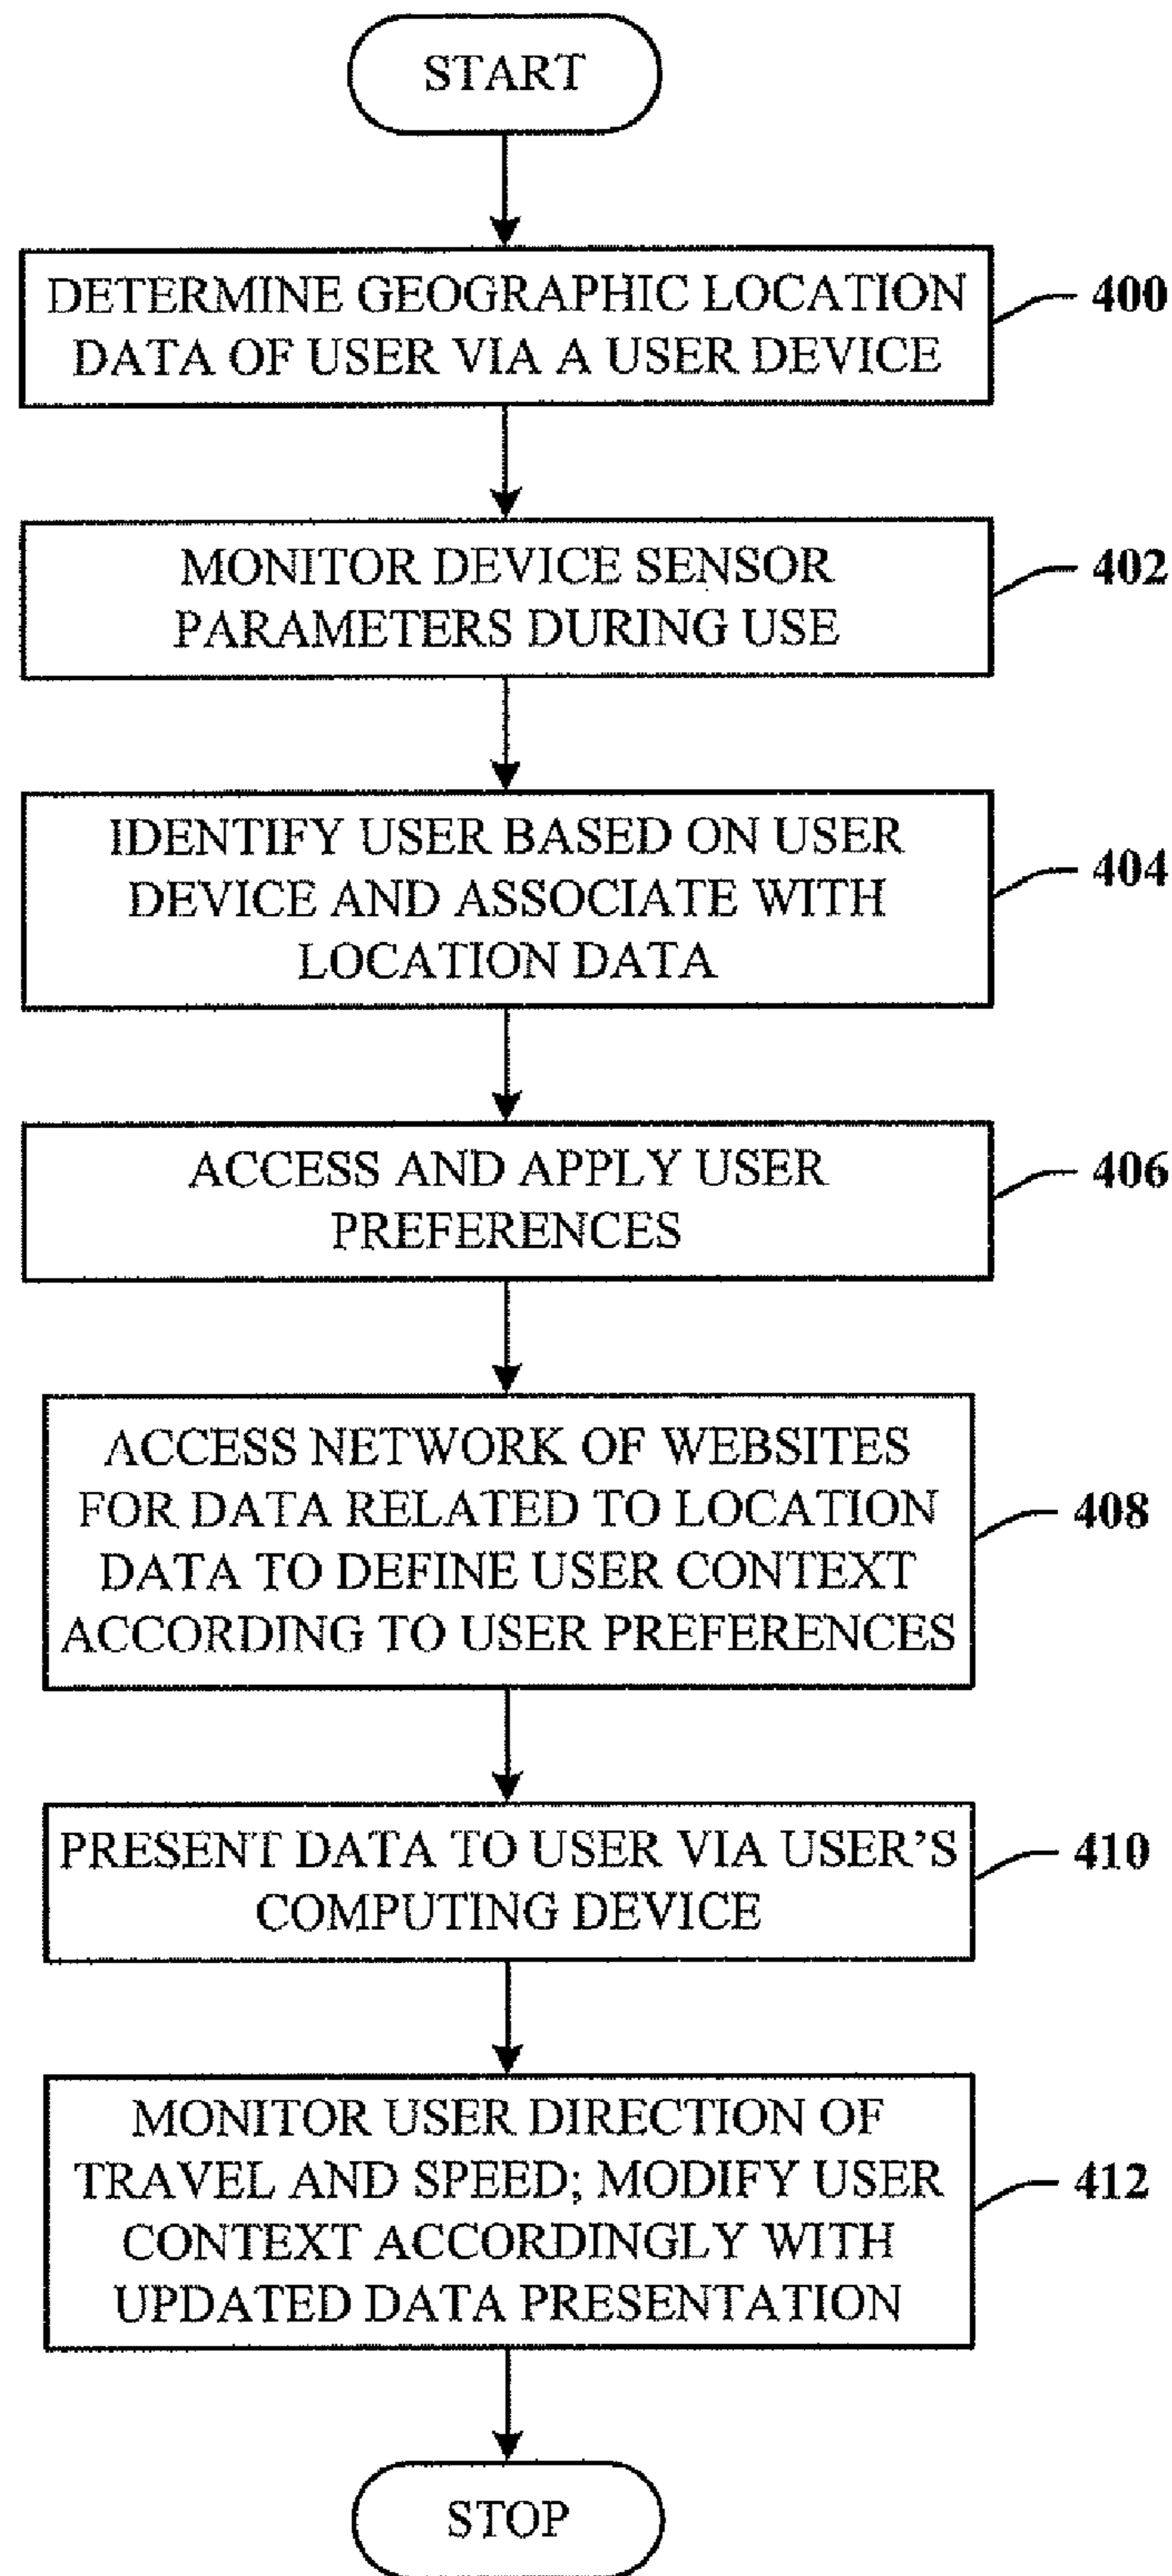 START
DETERMINE GEOGRAPHIC LOCATION
DATA OF USER VIA A USER DEVICE
400
MONITOR DEVICE SENSOR
PARAMETERS DURING USE
402
IDENTIFY USER BASED ON USER
DEVICE AND ASSOCIATE WITH
LOCATION DATA
404
ACCESS AND APPLY USER
PREFERENCES
406
ACCESS NETWORK OF WEBSITES
FOR DATA RELATED TO LOCATION
DATA TO DEFINE USER CONTEXT
ACCORDING TO USER PREFERENCES
408
PRESENT DATA TO USER VIA USER'S
COMPUTING DEVICE
410
MONITOR USER DIRECTION OF
TRAVEL AND SPEED; MODIFY USER
CONTEXT ACCORDINGLY WITH
UPDATED DATA PRESENTATION
412
STOP